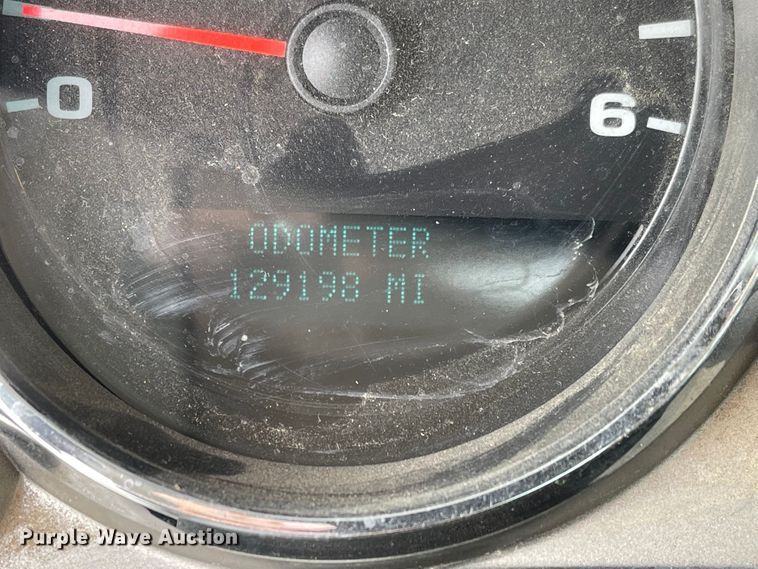 0
6
ODOMETER
129198 MI
Purple Wave Auction